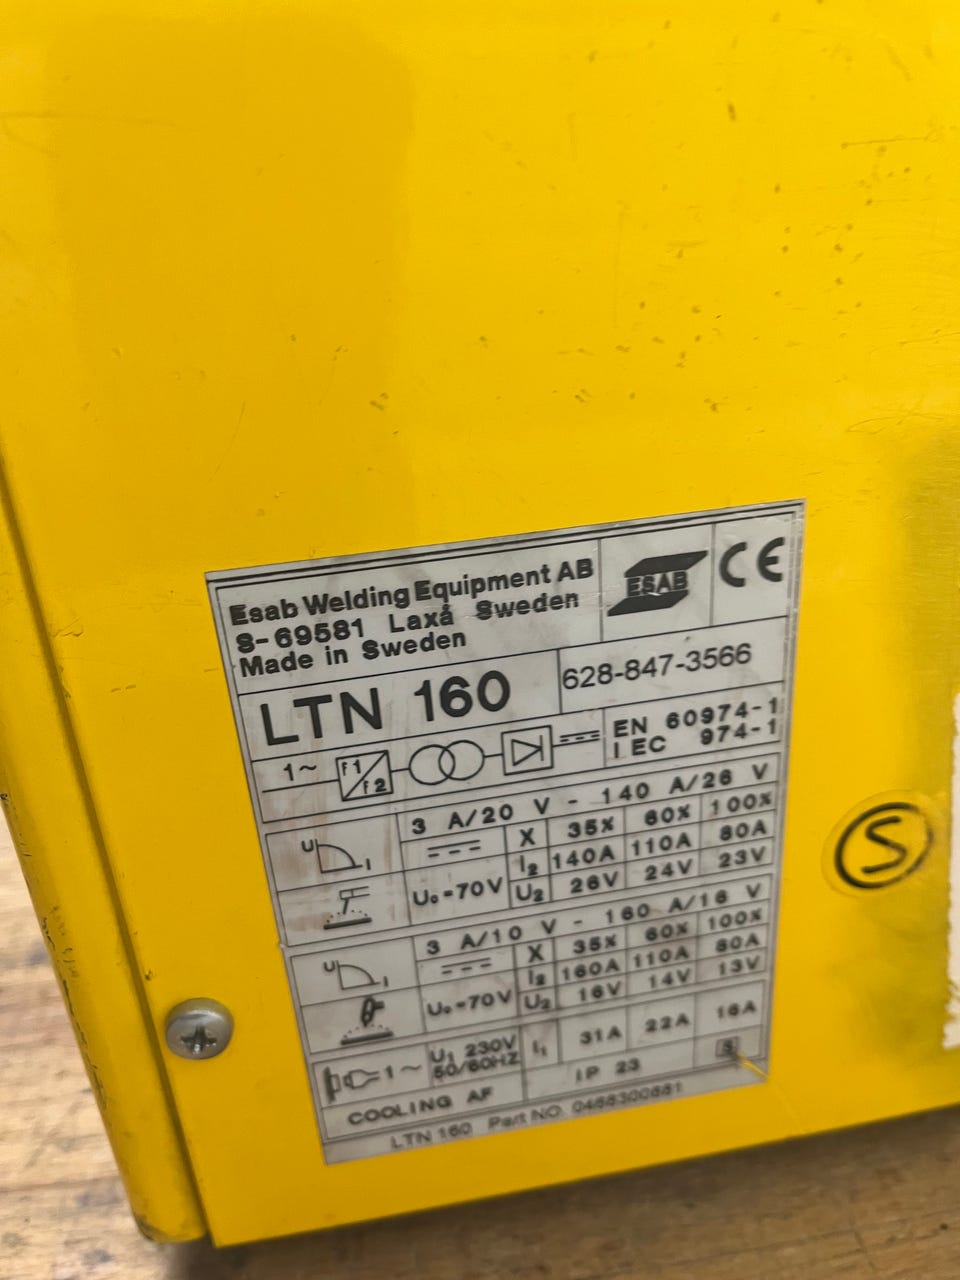 Esab Welding Equipment AB
S-69581 Laxå Sweden
Made in Sweden
ESAB
CE
LTN 160
628-847-3566
1~ f1 f2
EN 60974-1
IEC 974-1
3 A/20 V - 140 A/26 V
X 35% 60% 100%
U I
I2 140A 110A 80A
U0=70V U2 26V 24V 23V
S
3 A/10 V - 160 A/16 V
X 35% 60% 100%
U I
I2 160A 110A 80A
U0=70V U2 16V 14V 13V
1~ U1 230V
50/60HZ
I1 31A 22A 16A
COOLING AF IP 23 S
LTN 160 Part NO.